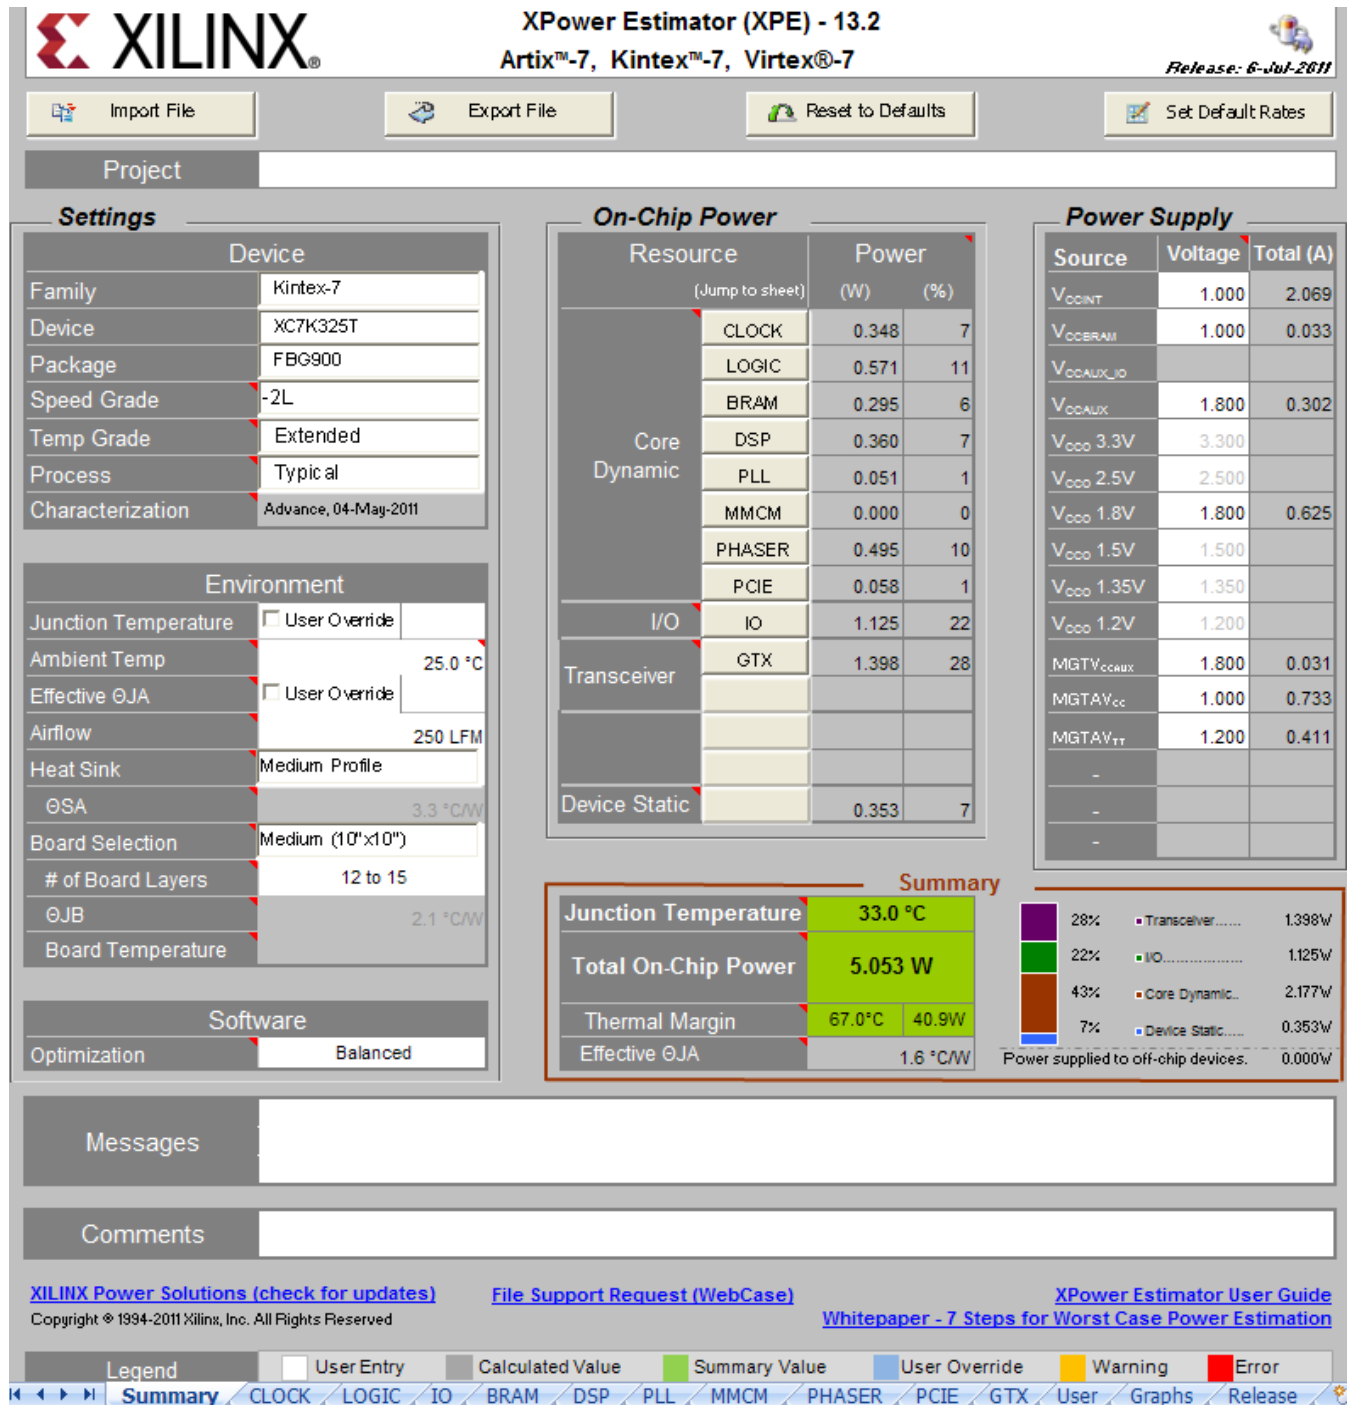 XILINX®
XPower Estimator (XPE) - 13.2
Artix™-7, Kintex™-7, Virtex®-7
Release: 6-Jul-2011
Import File
Export File
Reset to Defaults
Set Default Rates
Project
Settings
Device
Family Kintex-7
Device XC7K325T
Package FBG900
Speed Grade -2L
Temp Grade Extended
Process Typical
Characterization Advance, 04-May-2011
Environment
Junction Temperature User Override
Ambient Temp 25.0 °C
Effective ΘJA User Override
Airflow 250 LFM
Heat Sink Medium Profile
ΘSA 3.3 °C/W
Board Selection Medium (10"x10")
# of Board Layers 12 to 15
ΘJB 2.1 °C/W
Board Temperature
Software
Optimization Balanced
On-Chip Power
Resource Power
(Jump to sheet) (W) (%)
Core Dynamic
CLOCK 0.348 7
LOGIC 0.571 11
BRAM 0.295 6
DSP 0.360 7
PLL 0.051 1
MMCM 0.000 0
PHASER 0.495 10
PCIE 0.058 1
I/O IO 1.125 22
Transceiver GTX 1.398 28
Device Static 0.353 7
Power Supply
Source Voltage Total (A)
VCCINT 1.000 2.069
VCCBRAM 1.000 0.033
VCCAUX_IO
VCCAUX 1.800 0.302
VCCO 3.3V 3.300
VCCO 2.5V 2.500
VCCO 1.8V 1.800 0.625
VCCO 1.5V 1.500
VCCO 1.35V 1.350
VCCO 1.2V 1.200
MGTVccaux 1.800 0.031
MGTAVcc 1.000 0.733
MGTAVTT 1.200 0.411
-
-
-
Summary
Junction Temperature 33.0 °C
Total On-Chip Power 5.053 W
Thermal Margin 67.0°C 40.9W
Effective ΘJA 1.6 °C/W
28% Transceiver...... 1.398W
22% I/O.................. 1.125W
43% Core Dynamic.. 2.177W
7% Device Static..... 0.353W
Power supplied to off-chip devices. 0.000W
Messages
Comments
XILINX Power Solutions (check for updates)
File Support Request (WebCase)
XPower Estimator User Guide
Copyright © 1994-2011 Xilinx, Inc. All Rights Reserved
Whitepaper - 7 Steps for Worst Case Power Estimation
Legend User Entry Calculated Value Summary Value User Override Warning Error
Summary CLOCK LOGIC IO BRAM DSP PLL MMCM PHASER PCIE GTX User Graphs Release